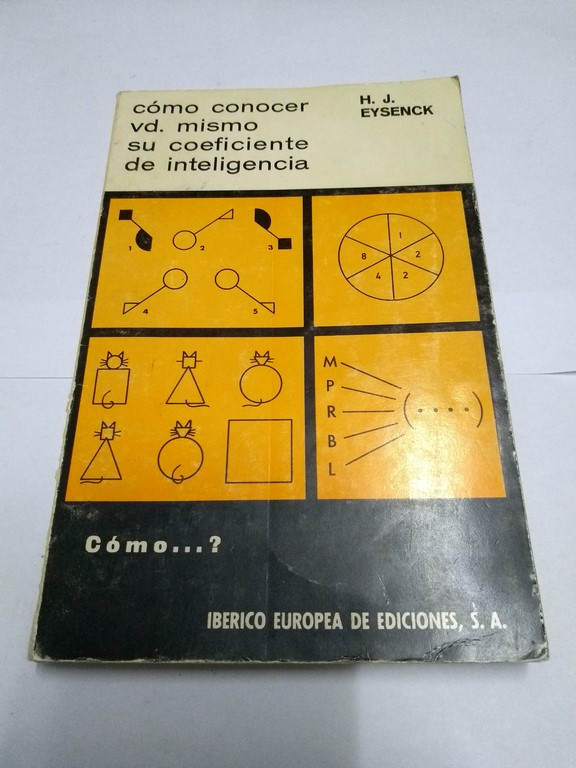 cómo conocer
vd. mismo
su coeficiente
de inteligencia
H. J.
EYSENCK
1
2
3
4
5
1
8
2
4
2
M
P
R
B
L
(. . . .)
Cómo...?
IBERICO EUROPEA DE EDICIONES, S. A.